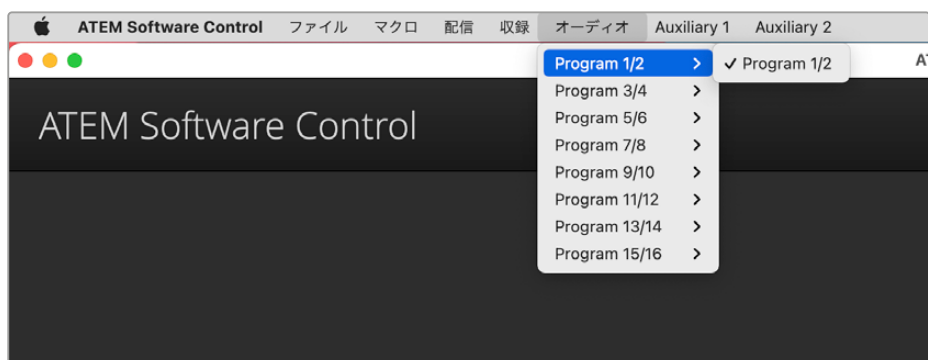 ATEM Software Control ファイル マクロ 配信 収録 オーディオ Auxiliary 1 Auxiliary 2
Program 1/2 > ✓ Program 1/2
Program 3/4 >
Program 5/6 >
Program 7/8 >
Program 9/10 >
Program 11/12 >
Program 13/14 >
Program 15/16 >
ATEM Software Control